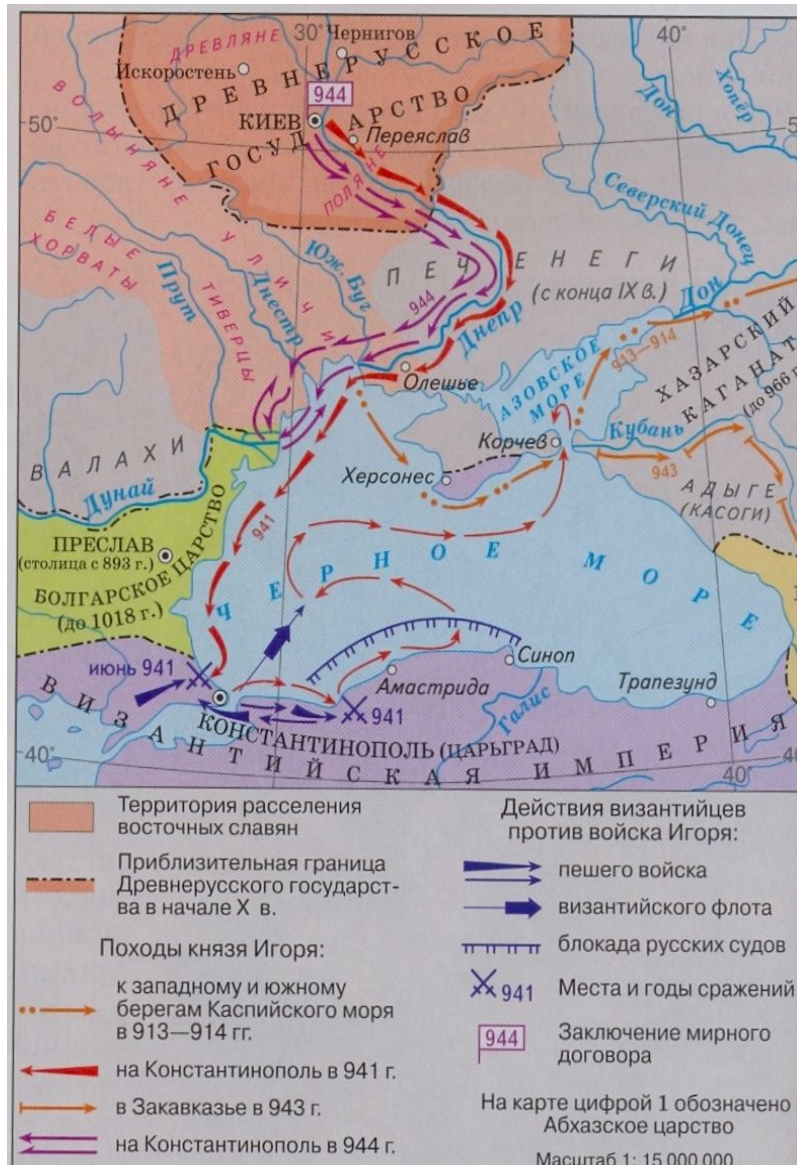 ДРЕВЛЯНЕ
30°
Чернигов
40°
Искоростень
ДРЕВНЕРУССКОЕ
ГОСУДАРСТВО
944
КИЕВ
Переяслав
50°
50
Дон
Хопёр
ВОЛЫНЯНЕ
ПОЛЯНЕ
Северский Донец
БЕЛЫЕ
ХОРВАТЫ
УЛИЧИ
ТИВЕРЦЫ
Прут
Днестр
Юж. Буг
ПЕЧЕНЕГИ
(с конца IX в.)
944
Днепр
Дон
913—914
Олешье
АЗОВСКОЕ
МОРЕ
ХАЗАРСКИЙ
КАГАНАТ
(до 966 г.
ВАЛАХИ
Корчев
Кубань
943
Херсонес
АДЫГЕ
(КАСОГИ)
Дунай
941
ПРЕСЛАВ
(столица с 893 г.)
БОЛГАРСКОЕ ЦАРСТВО
(до 1018 г.)
ЧЕРНОЕ МОРЕ
июнь 941
Синоп
Амастрида
Трапезунд
941
Галис
КОНСТАНТИНОПОЛЬ (ЦАРЬГРАД)
ВИЗАНТИЙСКАЯ ИМПЕРИЯ
40°
40°
Территория расселения
восточных славян
Приблизительная граница
Древнерусского государст-
ва в начале X в.
Походы князя Игоря:
к западному и южному
берегам Каспийского моря
в 913—914 гг.
на Константинополь в 941 г.
в Закавказье в 943 г.
на Константинополь в 944 г.
Действия византийцев
против войска Игоря:
пешего войска
византийского флота
блокада русских судов
941 Места и годы сражений
944 Заключение мирного
договора
На карте цифрой 1 обозначено
Абхазское царство
Масштаб 1: 15 000 000